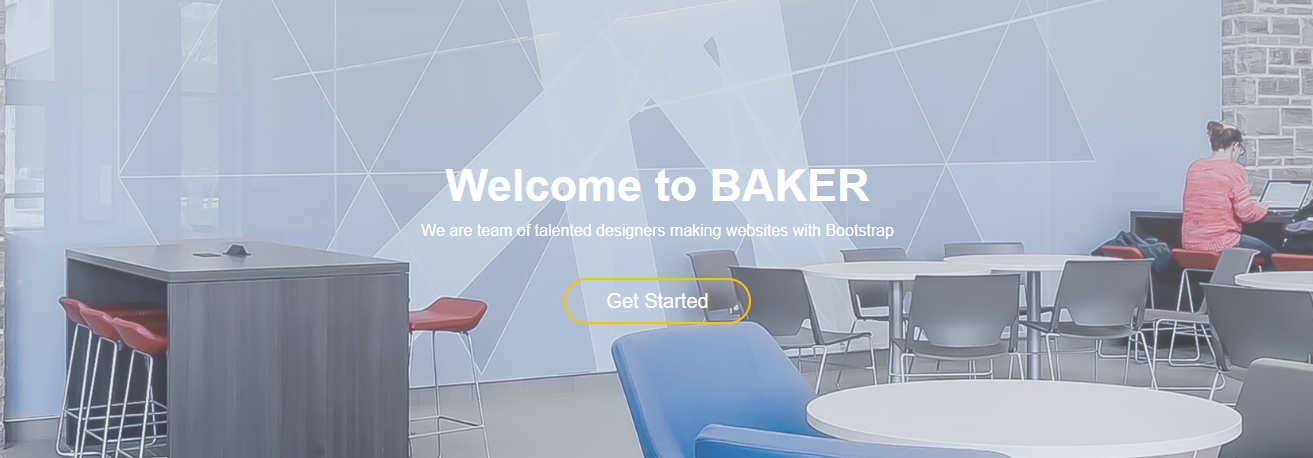 Welcome to BAKER
We are team of talented designers making websites with Bootstrap
Get Started